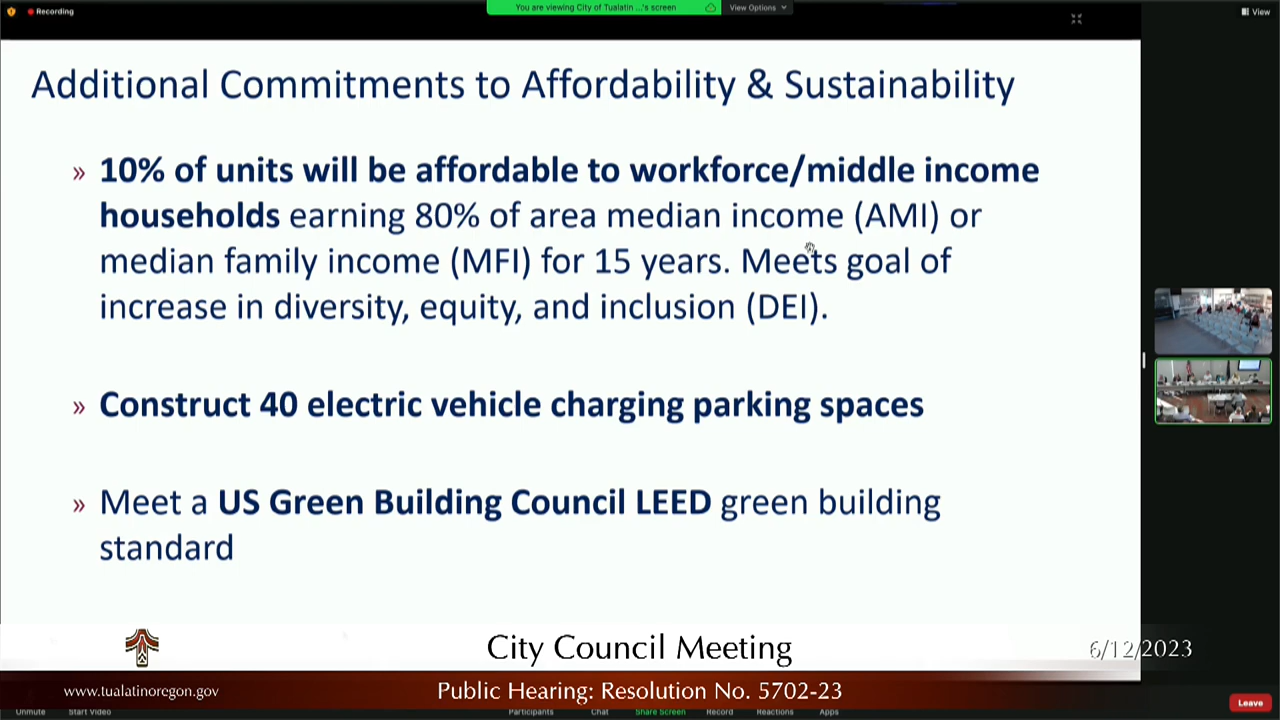 Recording
You are viewing City of Tualatin ...'s screen
View Options
View
Additional Commitments to Affordability & Sustainability
» 10% of units will be affordable to workforce/middle income
households earning 80% of area median income (AMI) or
median family income (MFI) for 15 years. Meets goal of
increase in diversity, equity, and inclusion (DEI).
» Construct 40 electric vehicle charging parking spaces
» Meet a US Green Building Council LEED green building
standard
City Council Meeting
6/12/2023
www.tualatinoregon.gov
Public Hearing: Resolution No. 5702-23
Unmute
Start Video
Participants
Chat
Share Screen
Record
Reactions
Apps
Leave